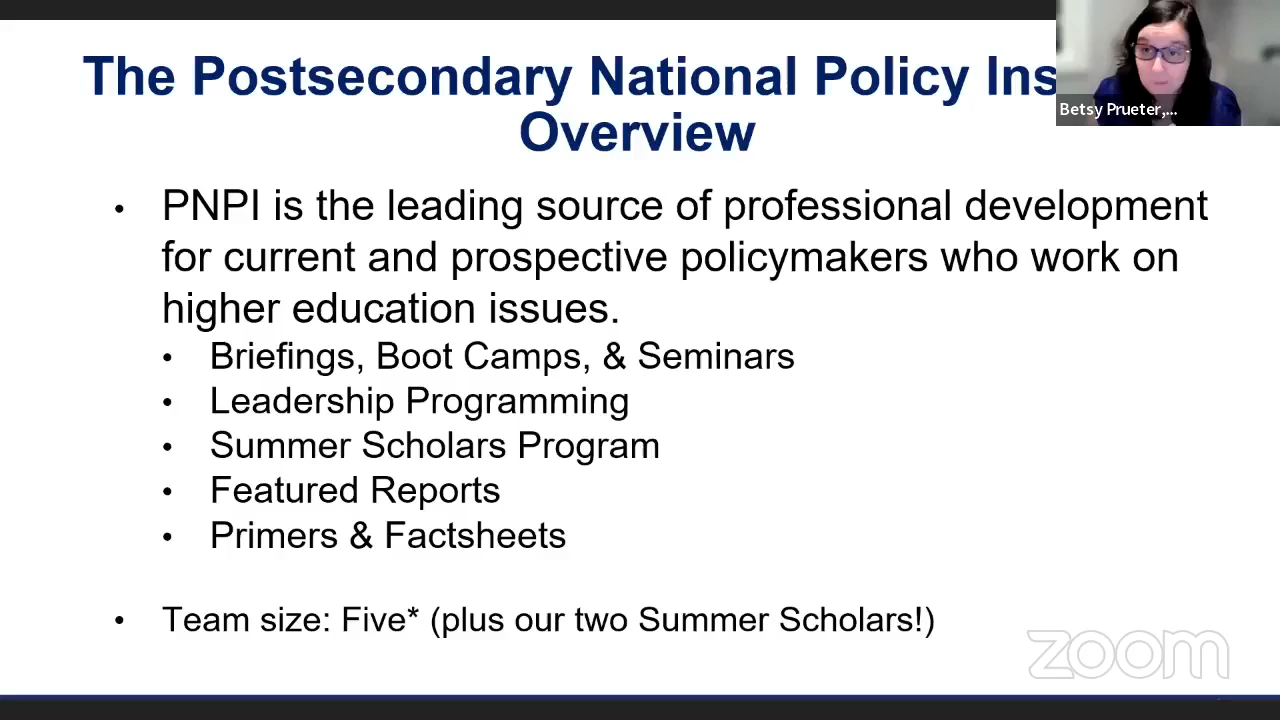 The Postsecondary National Policy Ins
Overview
Betsy Prueter,...
• PNPI is the leading source of professional development
for current and prospective policymakers who work on
higher education issues.
• Briefings, Boot Camps, & Seminars
• Leadership Programming
• Summer Scholars Program
• Featured Reports
• Primers & Factsheets
• Team size: Five* (plus our two Summer Scholars!)
zoom